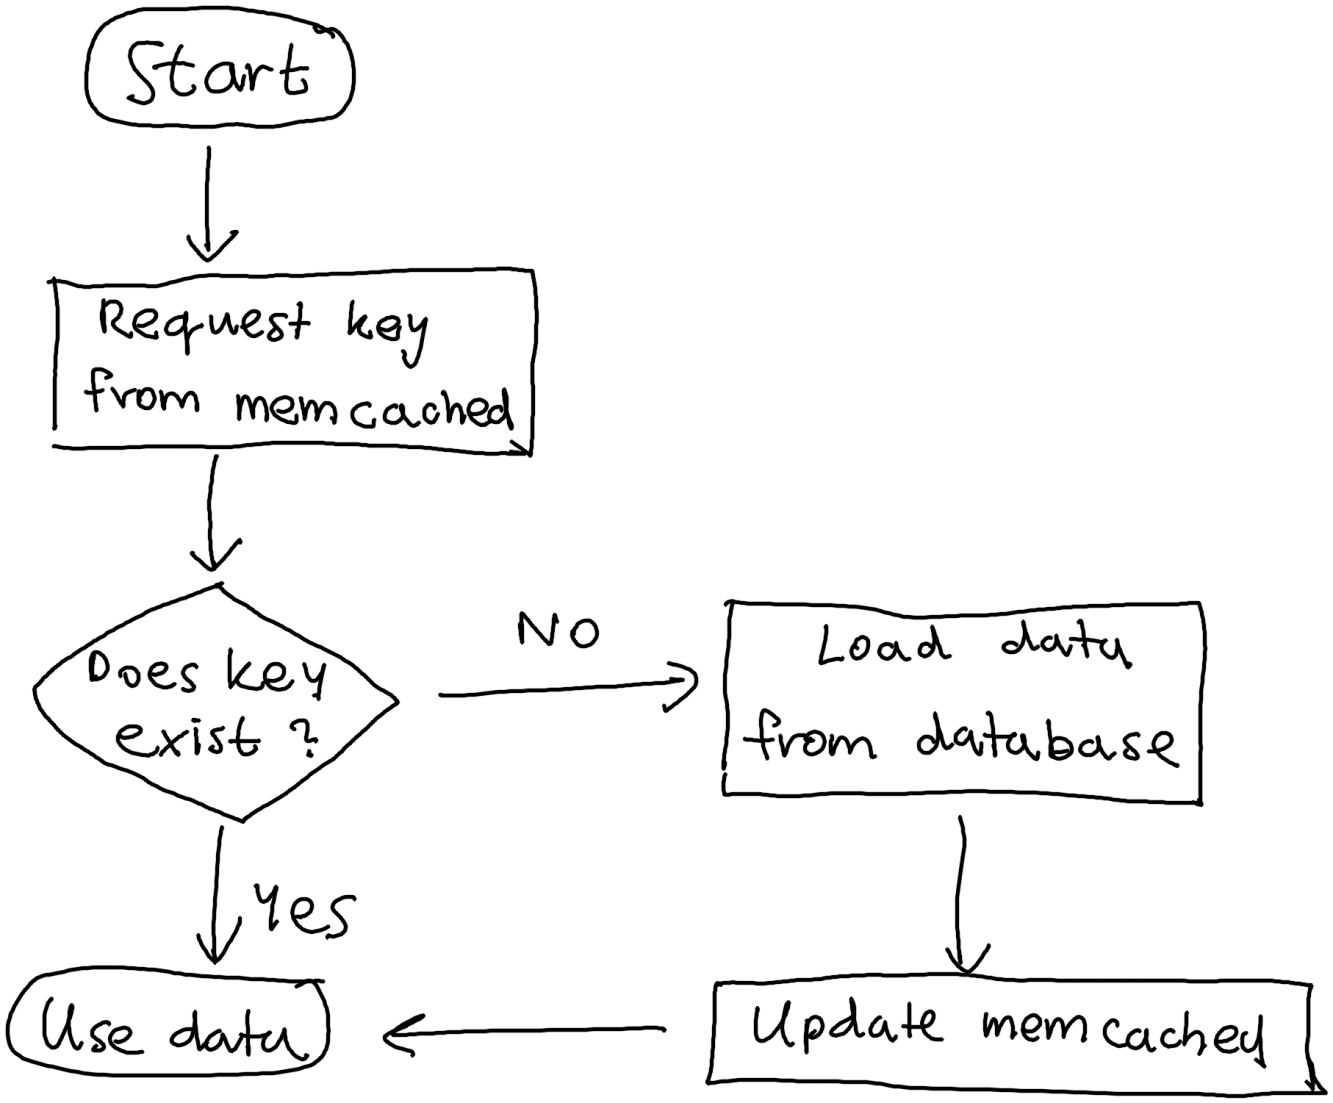 Start
Request key
from memcached
Does key
exist ?
NO
Load data
from database
Yes
Use data
Update memcached